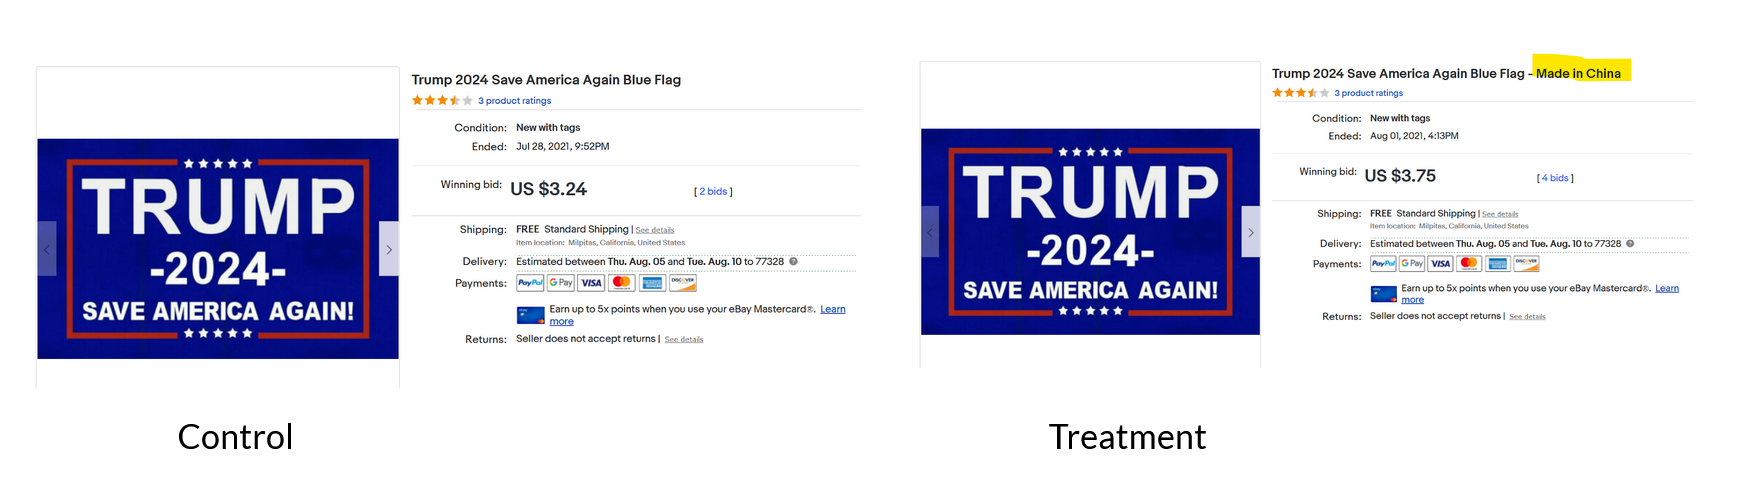 TRUMP
-2024-
SAVE AMERICA AGAIN!
Trump 2024 Save America Again Blue Flag
3 product ratings
Condition: New with tags
Ended: Jul 28, 2021, 9:52PM
Winning bid: US $3.24 [ 2 bids ]
Shipping: FREE Standard Shipping | See details
Item location: Milpitas, California, United States
Delivery: Estimated between Thu. Aug. 05 and Tue. Aug. 10 to 77328 ?
Payments: PayPal G Pay VISA MasterCard AMERICAN EXPRESS DISCOVER
Earn up to 5x points when you use your eBay Mastercard®. Learn
more
Returns: Seller does not accept returns | See details
Control
TRUMP
-2024-
SAVE AMERICA AGAIN!
Trump 2024 Save America Again Blue Flag - Made in China
3 product ratings
Condition: New with tags
Ended: Aug 01, 2021, 4:13PM
Winning bid: US $3.75 [ 4 bids ]
Shipping: FREE Standard Shipping | See details
Item location: Milpitas, California, United States
Delivery: Estimated between Thu. Aug. 05 and Tue. Aug. 10 to 77328 ?
Payments: PayPal G Pay VISA MasterCard AMERICAN EXPRESS DISCOVER
Earn up to 5x points when you use your eBay Mastercard®. Learn
more
Returns: Seller does not accept returns | See details
Treatment